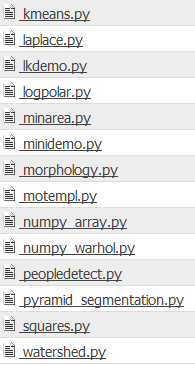 kmeans.py
laplace.py
lkdemo.py
logpolar.py
minarea.py
minidemo.py
morphology.py
motempl.py
numpy_array.py
numpy_warhol.py
peopledetect.py
pyramid_segmentation.py
squares.py
watershed.py